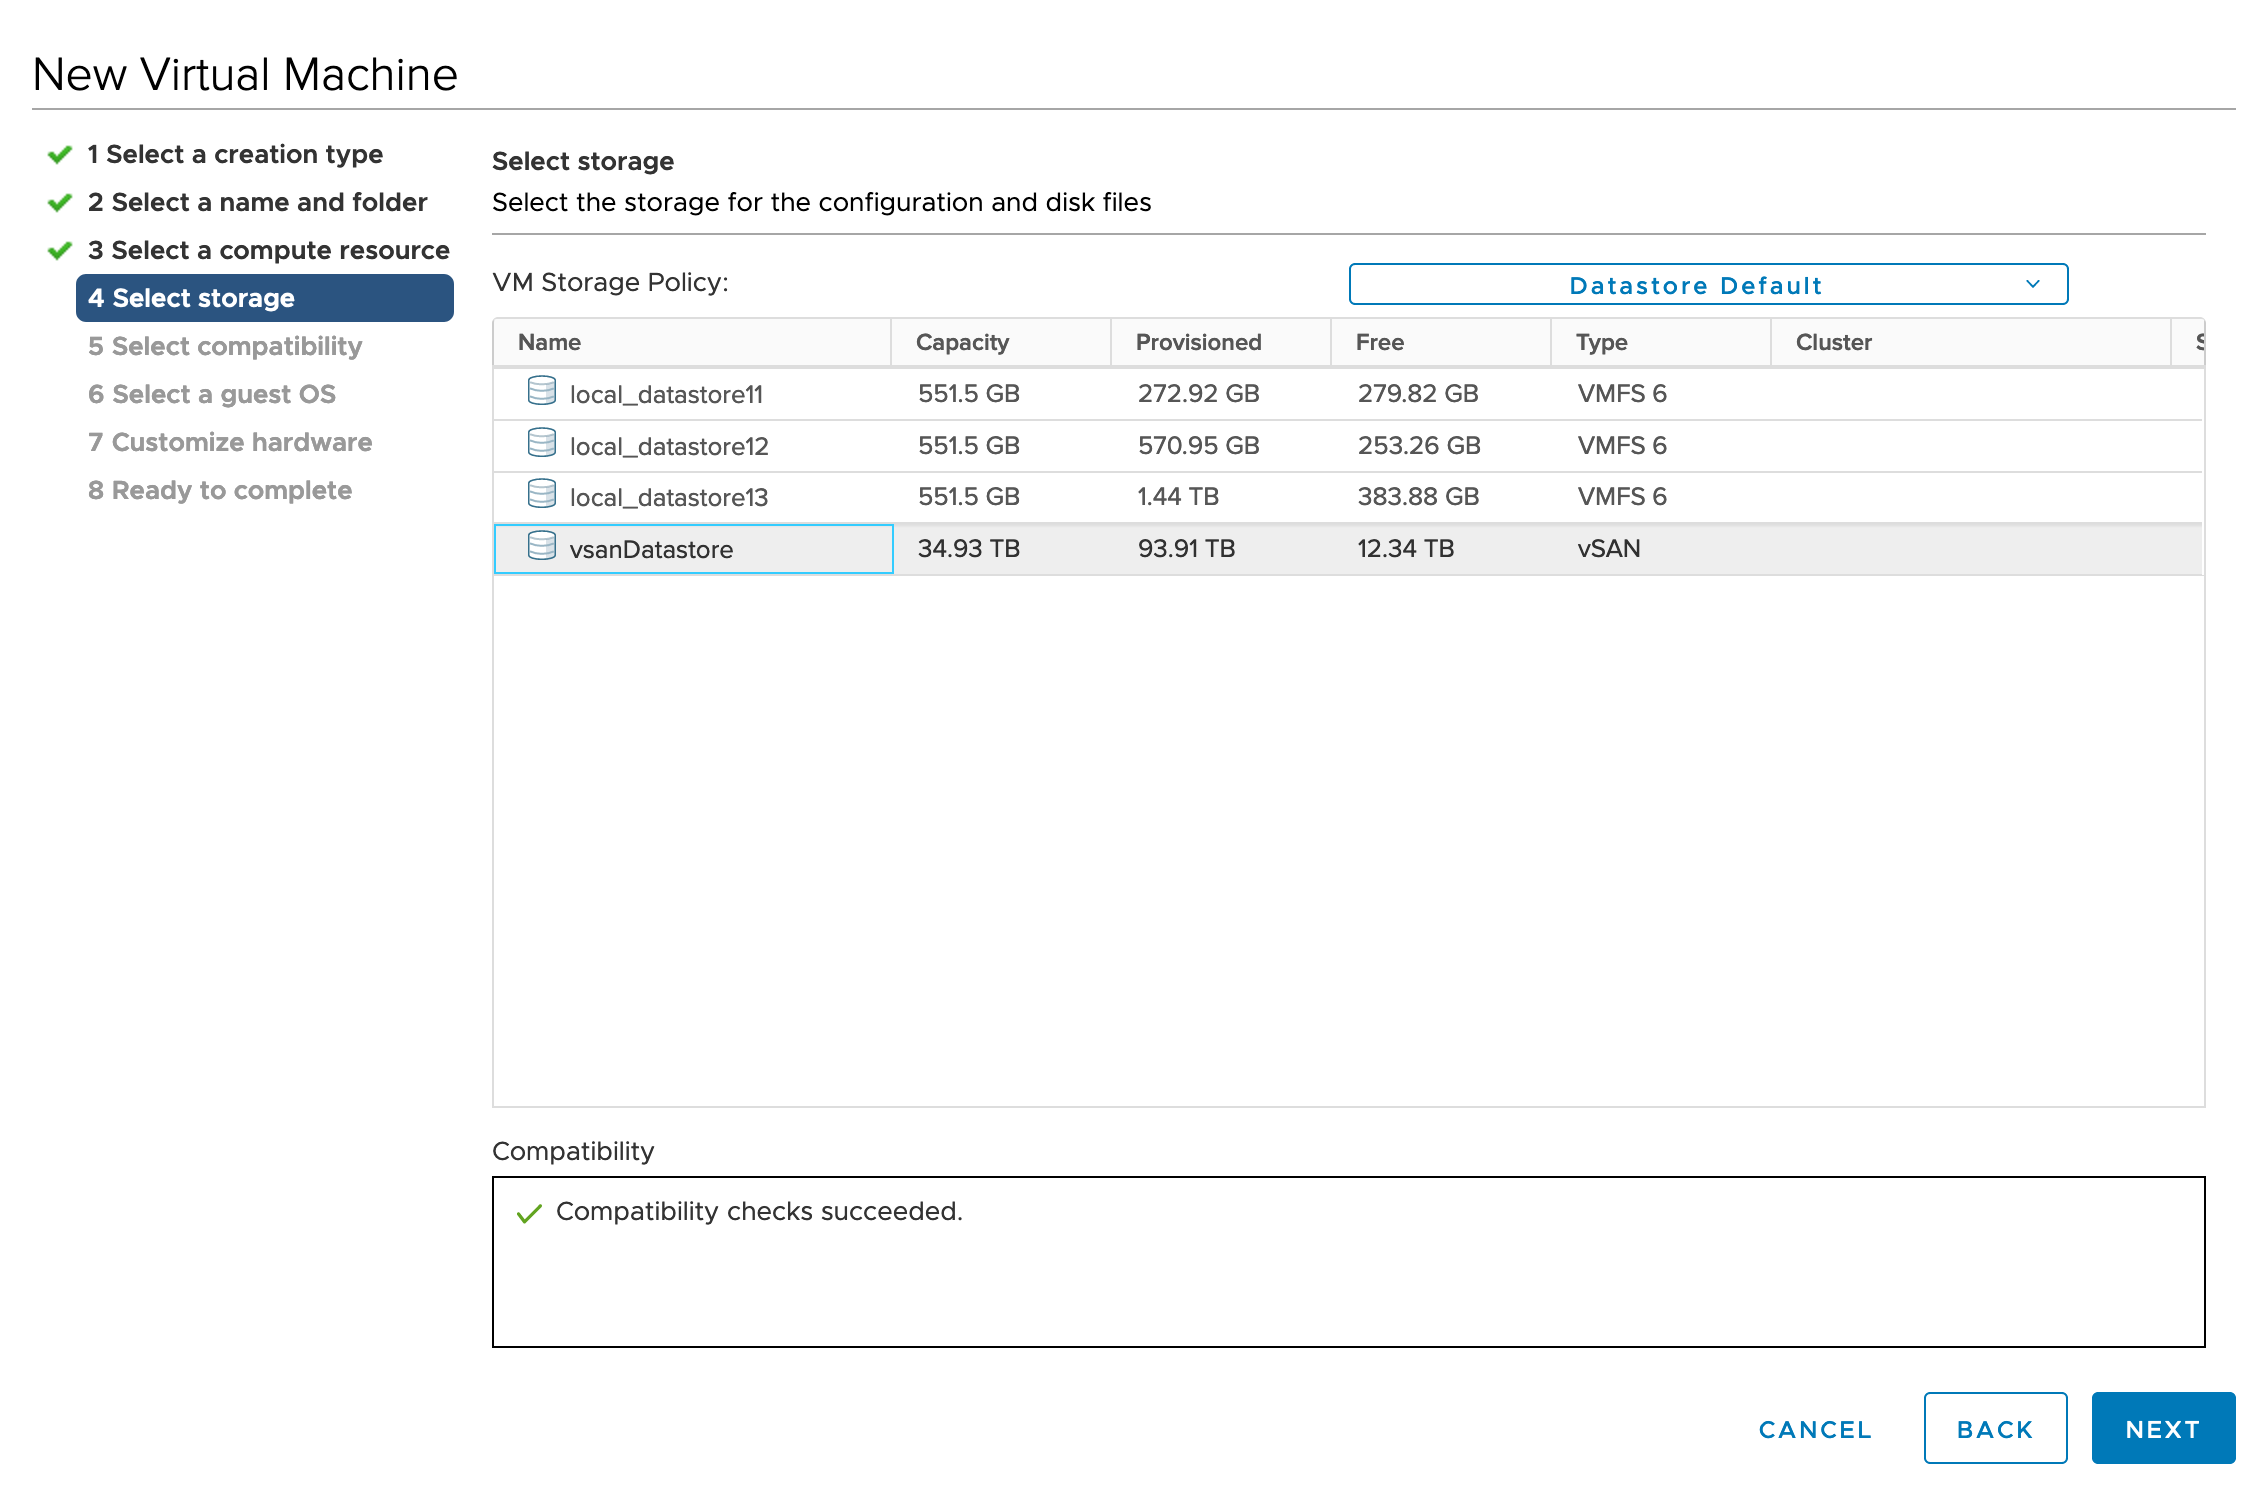 New Virtual Machine
1 Select a creation type
2 Select a name and folder
3 Select a compute resource
4 Select storage
5 Select compatibility
6 Select a guest OS
7 Customize hardware
8 Ready to complete
Select storage
Select the storage for the configuration and disk files
VM Storage Policy: Datastore Default
Name Capacity Provisioned Free Type Cluster
local_datastore11 551.5 GB 272.92 GB 279.82 GB VMFS 6
local_datastore12 551.5 GB 570.95 GB 253.26 GB VMFS 6
local_datastore13 551.5 GB 1.44 TB 383.88 GB VMFS 6
vsanDatastore 34.93 TB 93.91 TB 12.34 TB vSAN
Compatibility
Compatibility checks succeeded.
CANCEL BACK NEXT